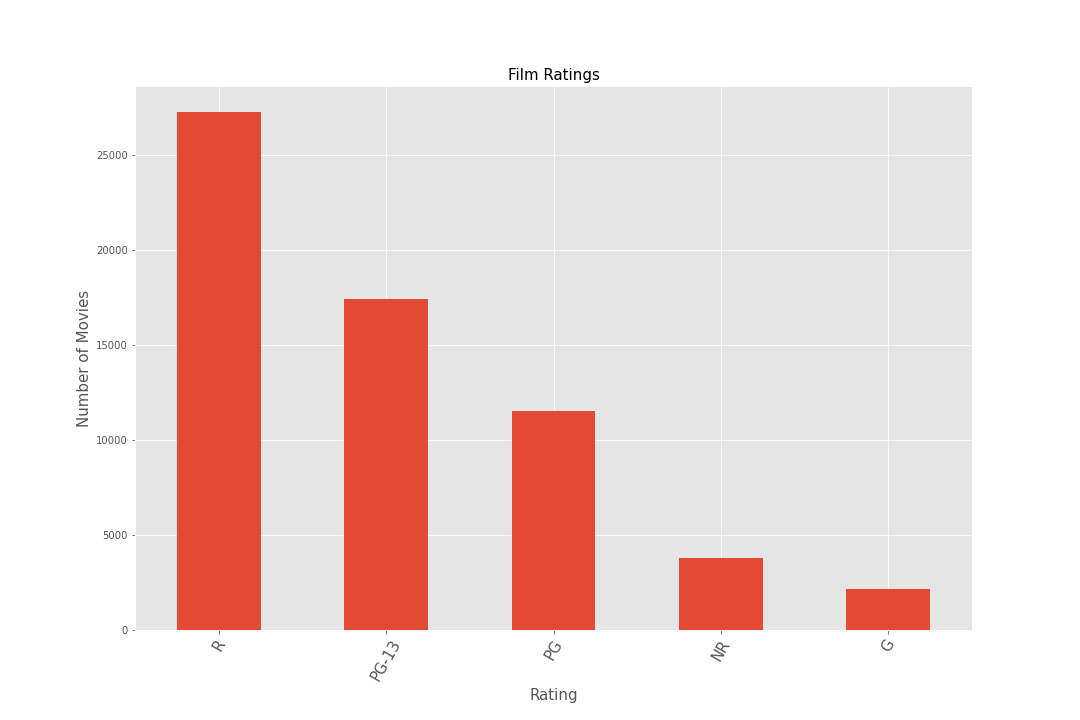 Film Ratings
Number of Movies
25000
20000
15000
10000
5000
0
R
PG-13
PG
NR
G
Rating